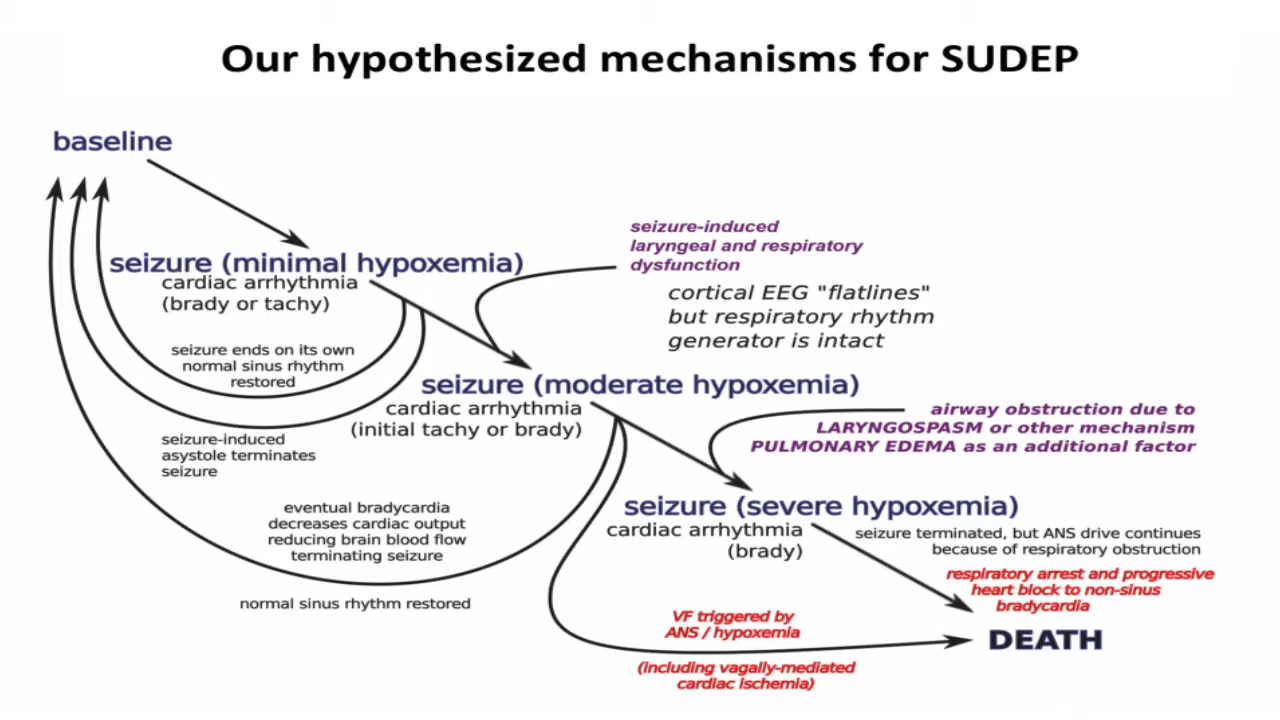 Our hypothesized mechanisms for SUDEP
baseline
seizure-induced
laryngeal and respiratory
dysfunction
seizure (minimal hypoxemia)
cardiac arrhythmia
(brady or tachy)
cortical EEG "flatlines"
but respiratory rhythm
generator is intact
seizure ends on its own
normal sinus rhythm
restored
seizure (moderate hypoxemia)
cardiac arrhythmia
(initial tachy or brady)
airway obstruction due to
LARYNGOSPASM or other mechanism
PULMONARY EDEMA as an additional factor
seizure-induced
asystole terminates
seizure
eventual bradycardia
decreases cardiac output
reducing brain blood flow
terminating seizure
seizure (severe hypoxemia)
cardiac arrhythmia
(brady)
seizure terminated, but ANS drive continues
because of respiratory obstruction
respiratory arrest and progressive
heart block to non-sinus
bradycardia
normal sinus rhythm restored
VF triggered by
ANS / hypoxemia
DEATH
(including vagally-mediated
cardiac ischemia)